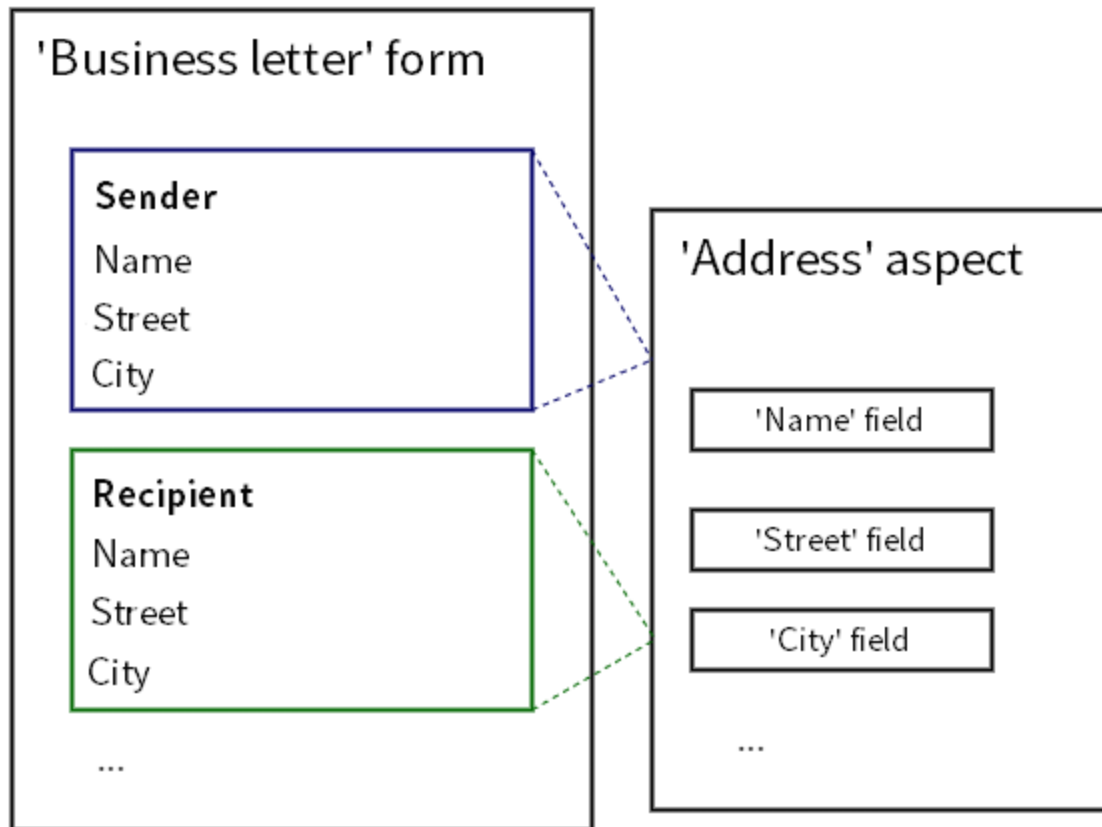 'Business letter' form
Sender
Name
Street
City
Recipient
Name
Street
City
...
'Address' aspect
'Name' field
'Street' field
'City' field
...